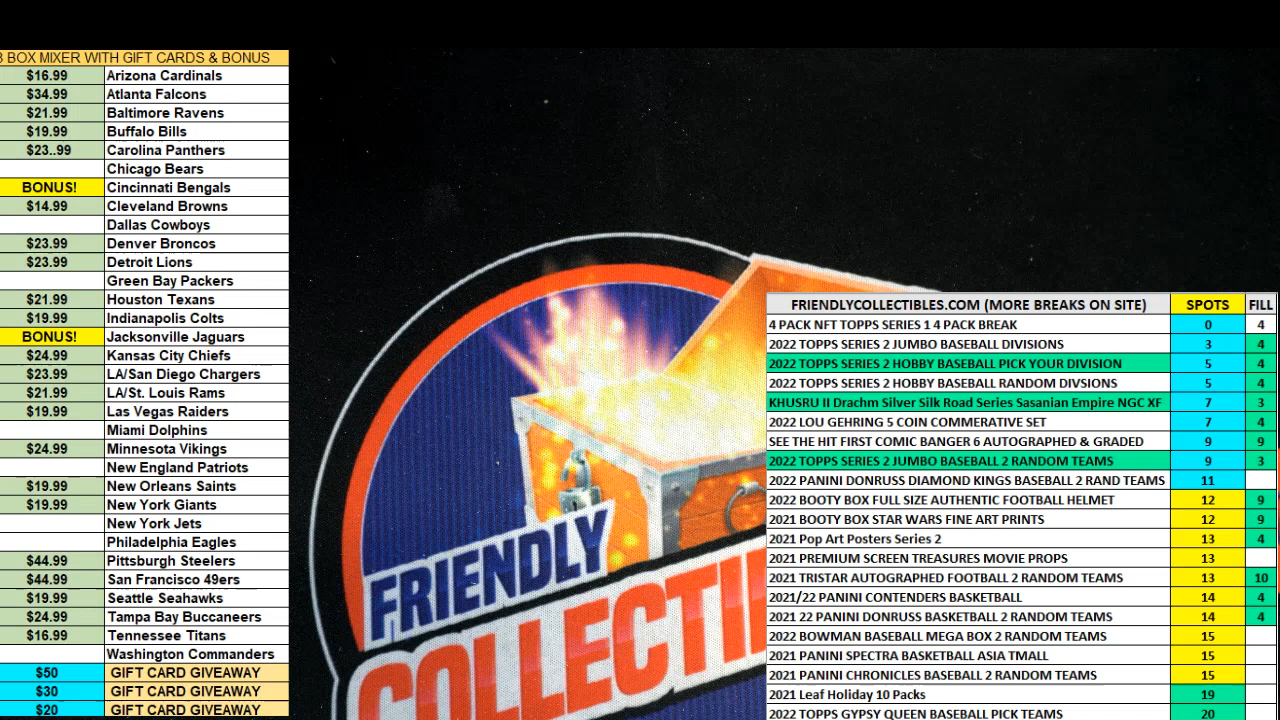 3 BOX MIXER WITH GIFT CARDS & BONUS
$16.99 Arizona Cardinals
$34.99 Atlanta Falcons
$21.99 Baltimore Ravens
$19.99 Buffalo Bills
$23..99 Carolina Panthers
Chicago Bears
BONUS! Cincinnati Bengals
$14.99 Cleveland Browns
Dallas Cowboys
$23.99 Denver Broncos
$23.99 Detroit Lions
Green Bay Packers
$21.99 Houston Texans
$19.99 Indianapolis Colts
BONUS! Jacksonville Jaguars
$24.99 Kansas City Chiefs
$23.99 LA/San Diego Chargers
$21.99 LA/St. Louis Rams
$19.99 Las Vegas Raiders
Miami Dolphins
$24.99 Minnesota Vikings
New England Patriots
$19.99 New Orleans Saints
$19.99 New York Giants
New York Jets
Philadelphia Eagles
$44.99 Pittsburgh Steelers
$44.99 San Francisco 49ers
$19.99 Seattle Seahawks
$24.99 Tampa Bay Buccaneers
$16.99 Tennessee Titans
Washington Commanders
$50 GIFT CARD GIVEAWAY
$30 GIFT CARD GIVEAWAY
$20 GIFT CARD GIVEAWAY
FRIENDLY
COLLECTI
FRIENDLYCOLLECTIBLES.COM (MORE BREAKS ON SITE) SPOTS FILL
4 PACK NFT TOPPS SERIES 1 4 PACK BREAK 0 4
2022 TOPPS SERIES 2 JUMBO BASEBALL DIVISIONS 3 4
2022 TOPPS SERIES 2 HOBBY BASEBALL PICK YOUR DIVISION 5 4
2022 TOPPS SERIES 2 HOBBY BASEBALL RANDOM DIVSIONS 5 4
KHUSRU II Drachm Silver Silk Road Series Sasanian Empire NGC XF 7 3
2022 LOU GEHRING 5 COIN COMMERATIVE SET 7 4
SEE THE HIT FIRST COMIC BANGER 6 AUTOGRAPHED & GRADED 9 9
2022 TOPPS SERIES 2 JUMBO BASEBALL 2 RANDOM TEAMS 9 3
2022 PANINI DONRUSS DIAMOND KINGS BASEBALL 2 RAND TEAMS 11
2022 BOOTY BOX FULL SIZE AUTHENTIC FOOTBALL HELMET 12 9
2021 BOOTY BOX STAR WARS FINE ART PRINTS 12 9
2021 Pop Art Posters Series 2 13 4
2021 PREMIUM SCREEN TREASURES MOVIE PROPS 13
2021 TRISTAR AUTOGRAPHED FOOTBALL 2 RANDOM TEAMS 13 10
2021/22 PANINI CONTENDERS BASKETBALL 14 4
2021 22 PANINI DONRUSS BASKETBALL 2 RANDOM TEAMS 14 4
2022 BOWMAN BASEBALL MEGA BOX 2 RANDOM TEAMS 15
2021 PANINI SPECTRA BASKETBALL ASIA TMALL 15
2021 PANINI CHRONICLES BASEBALL 2 RANDOM TEAMS 15
2021 Leaf Holiday 10 Packs 19
2022 TOPPS GYPSY QUEEN BASEBALL PICK TEAMS 20